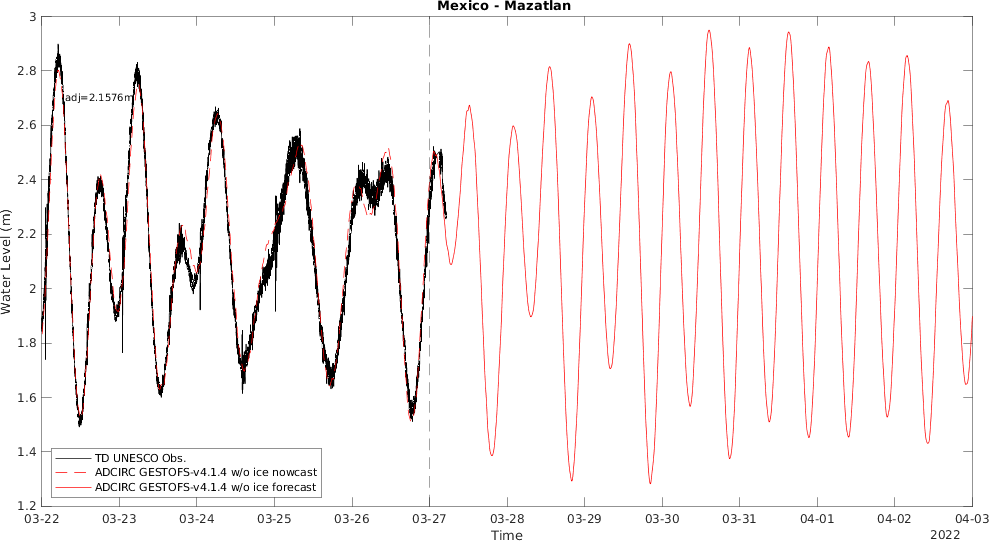 Mexico - Mazatlan
3
2.8
2.6
2.4
2.2
2
1.8
1.6
1.4
1.2
Water Level (m)
adj=2.1576m
TD UNESCO Obs.
ADCIRC GESTOFS-v4.1.4 w/o ice nowcast
ADCIRC GESTOFS-v4.1.4 w/o ice forecast
03-22 03-23 03-24 03-25 03-26 03-27 03-28 03-29 03-30 03-31 04-01 04-02 04-03
Time
2022